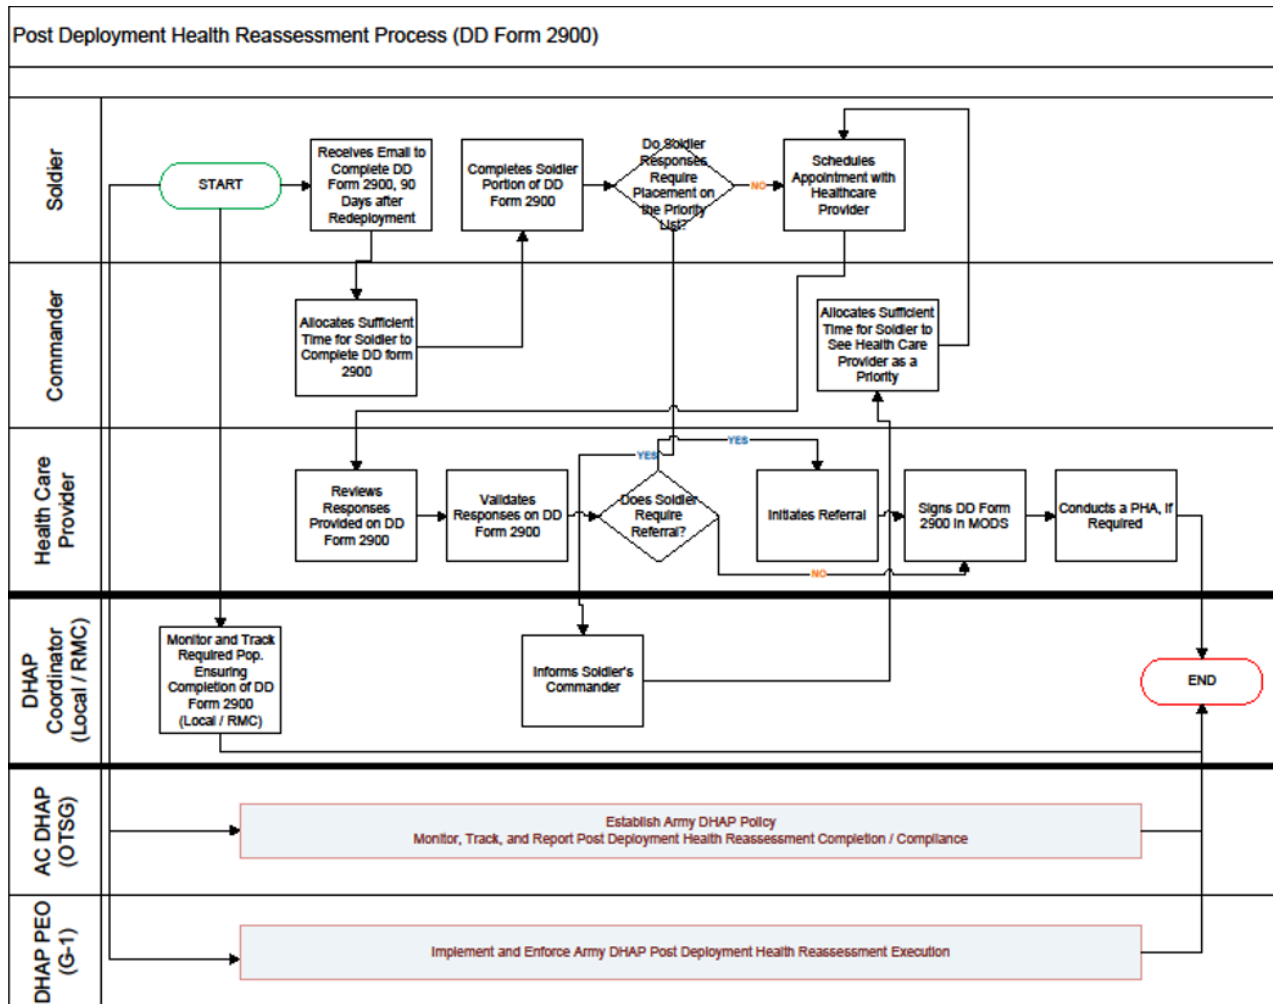 Post Deployment Health Reassessment Process (DD Form 2900)
Soldier
START
Receives Email to
Complete DD
Form 2900, 90
Days after
Redeployment
Completes Soldier
Portion of DD
Form 2900
Do Soldier
Responses
Require
Placement on
the Priority
List?
NO
Schedules
Appointment with
Healthcare
Provider
Commander
Allocates Sufficient
Time for Soldier to
Complete DD form
2900
Allocates Sufficient
Time for Soldier to
See Health Care
Provider as a
Priority
Health Care
Provider
Reviews
Responses
Provided on DD
Form 2900
Validates
Responses on DD
Form 2900
YES
Does Soldier
Require
Referral?
YES
NO
Initiates Referral
Signs DD Form
2900 in MODS
Conducts a PHA, If
Required
DHAP
Coordinator
(Local / RMC)
Monitor and Track
Required Pop.
Ensuring
Completion of DD
Form 2900
(Local / RMC)
Informs Soldier's
Commander
END
AC DHAP
(OTSG)
Establish Army DHAP Policy
Monitor, Track, and Report Post Deployment Health Reassessment Completion / Compliance
DHAP PEO
(G-1)
Implement and Enforce Army DHAP Post Deployment Health Reassessment Execution